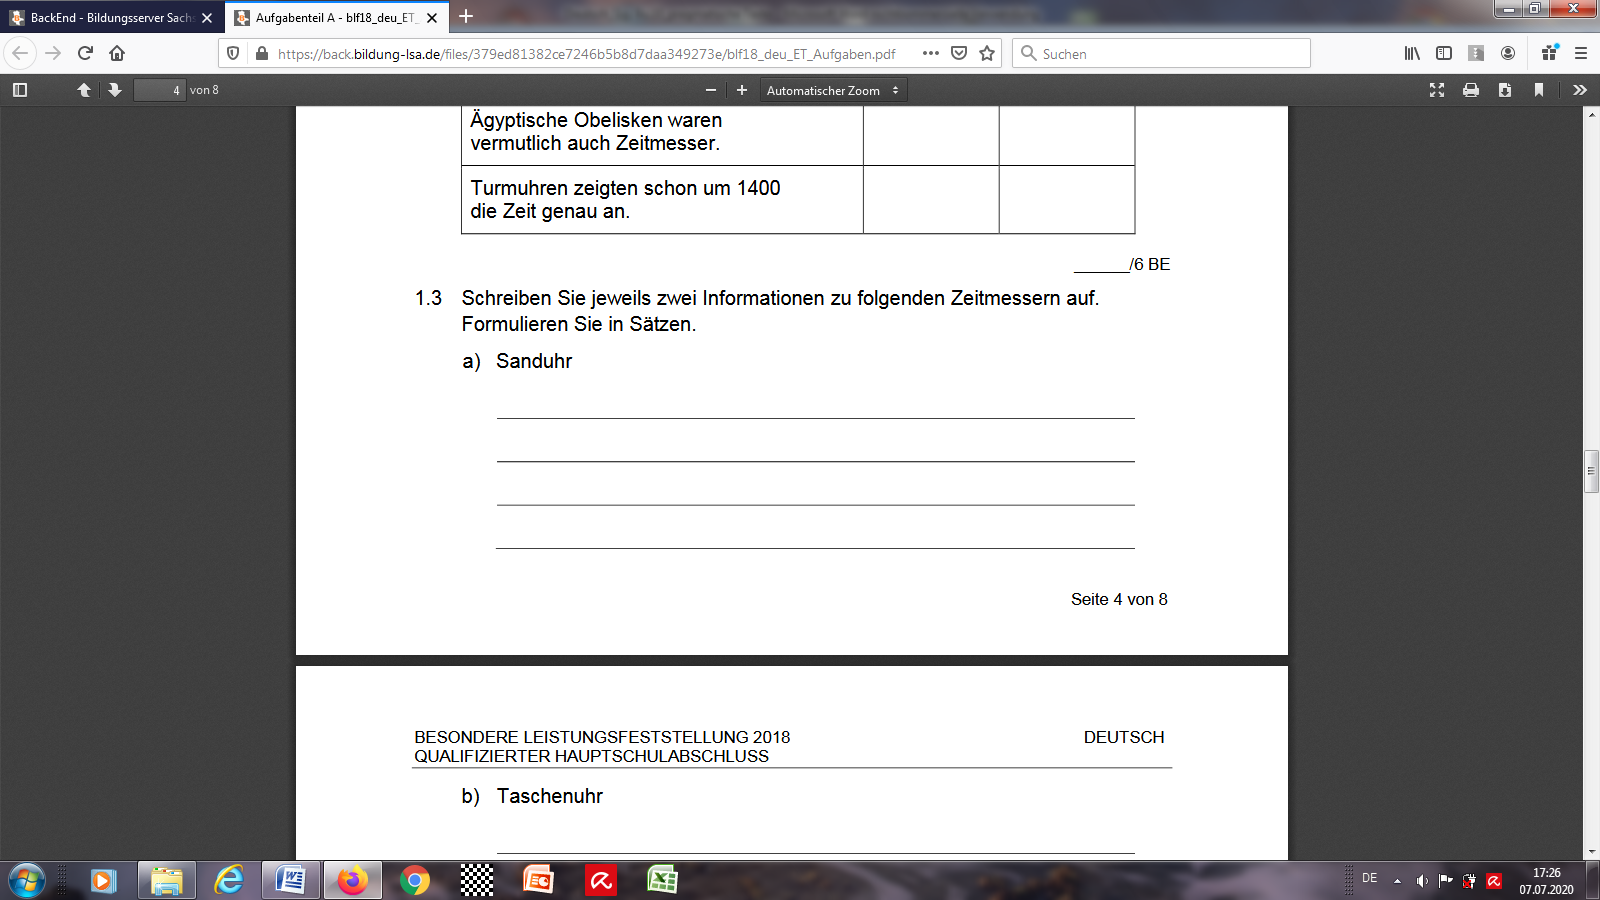 BackEnd - Bildungsserver Sachs
Aufgabenteil A - blf18_deu_ET_
https://back.bildung-lsa.de/files/379ed81382ce7246b5b8d7daa349273e/blf18_deu_ET_Aufgaben.pdf
Suchen
4 von 8
Automatischer Zoom
Ägyptische Obelisken waren
vermutlich auch Zeitmesser.
Turmuhren zeigten schon um 1400
die Zeit genau an.
______/6 BE
1.3 Schreiben Sie jeweils zwei Informationen zu folgenden Zeitmessern auf.
Formulieren Sie in Sätzen.
a) Sanduhr
Seite 4 von 8
BESONDERE LEISTUNGSFESTSTELLUNG 2018 DEUTSCH
QUALIFIZIERTER HAUPTSCHULABSCHLUSS
b) Taschenuhr
DE
17:26
07.07.2020